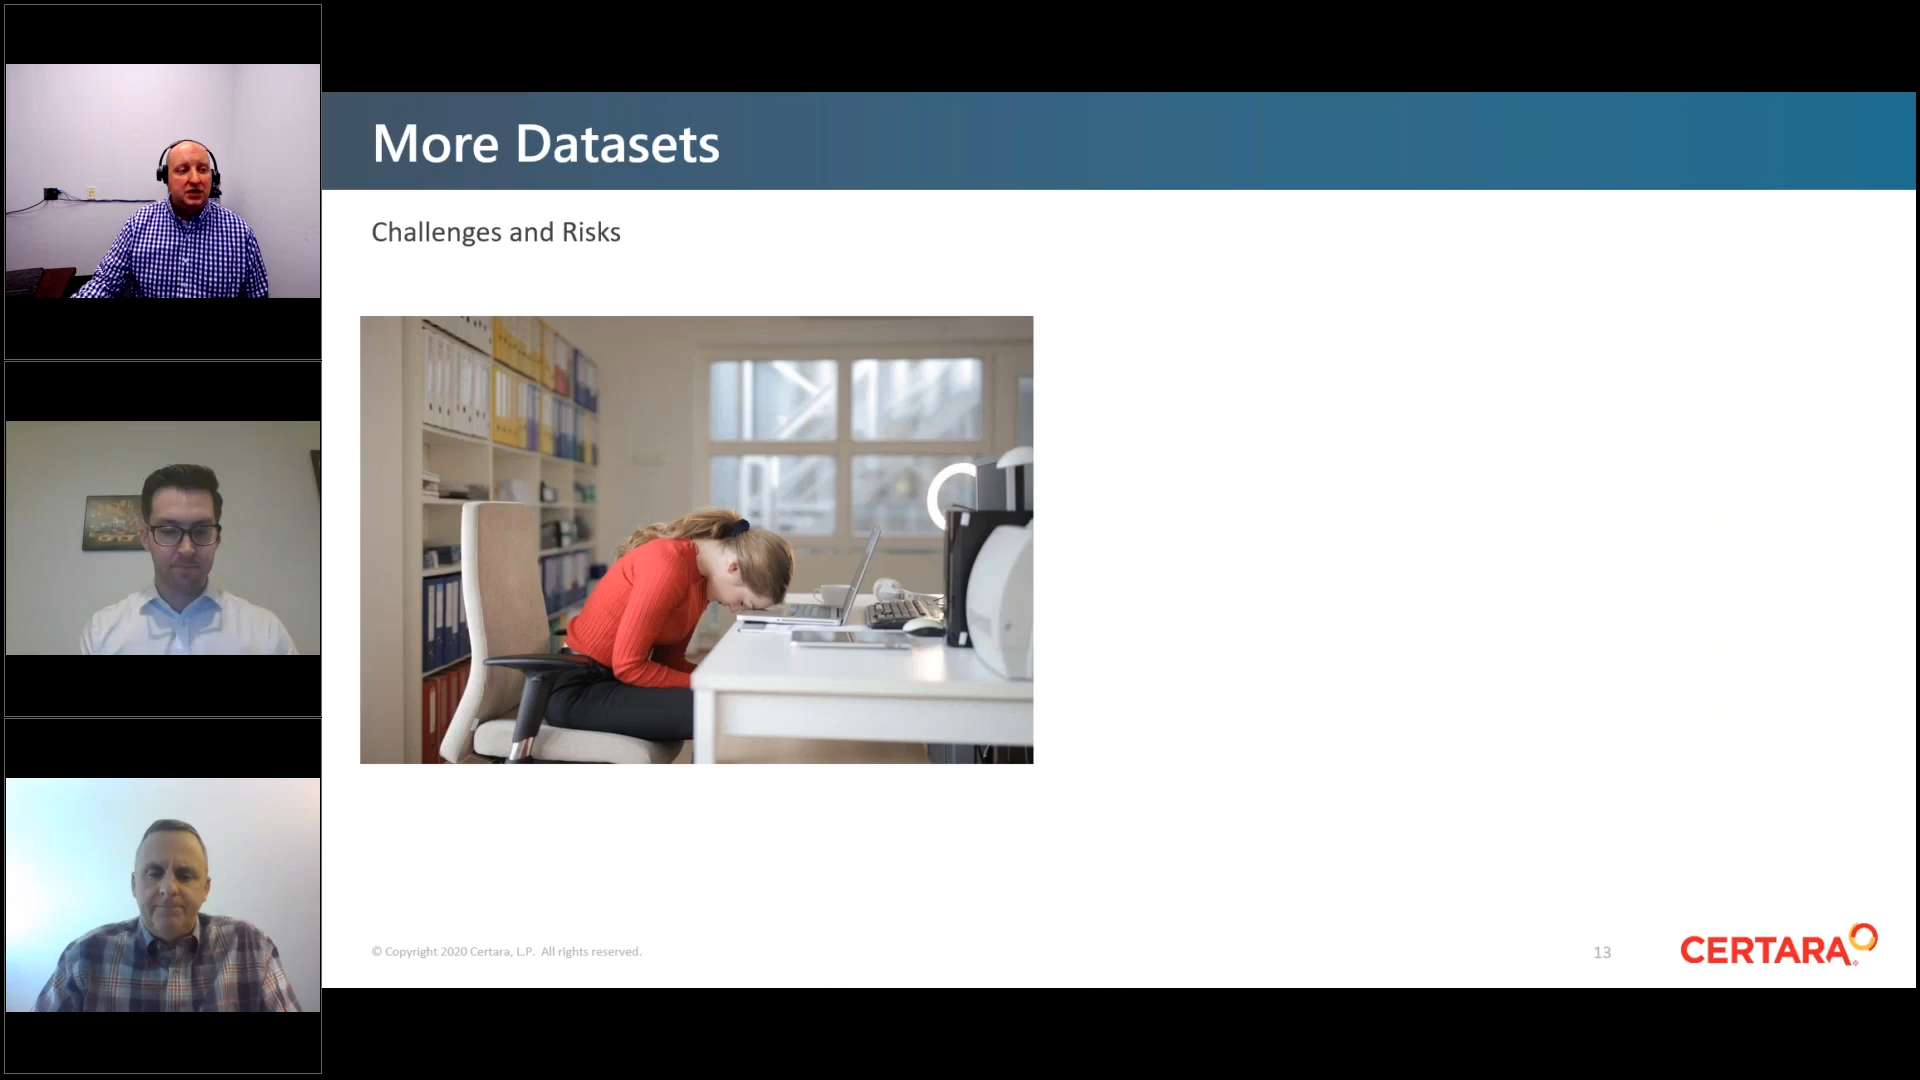 More Datasets
Challenges and Risks
© Copyright 2020 Certara, L.P. All rights reserved.
13
CERTARA